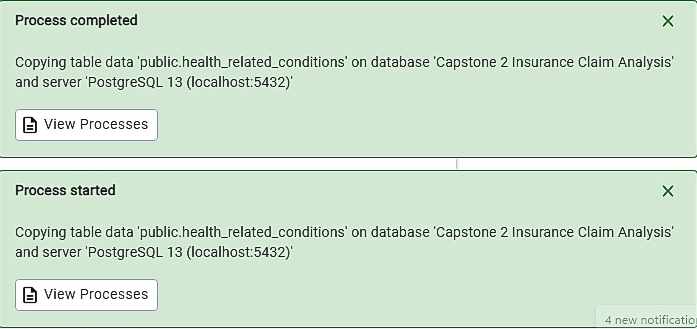 Process completed
Copying table data 'public.health_related_conditions' on database 'Capstone 2 Insurance Claim Analysis'
and server 'PostgreSQL 13 (localhost:5432)'
View Processes
Process started
Copying table data 'public.health_related_conditions' on database 'Capstone 2 Insurance Claim Analysis'
and server 'PostgreSQL 13 (localhost:5432)'
View Processes
4 new notificatio